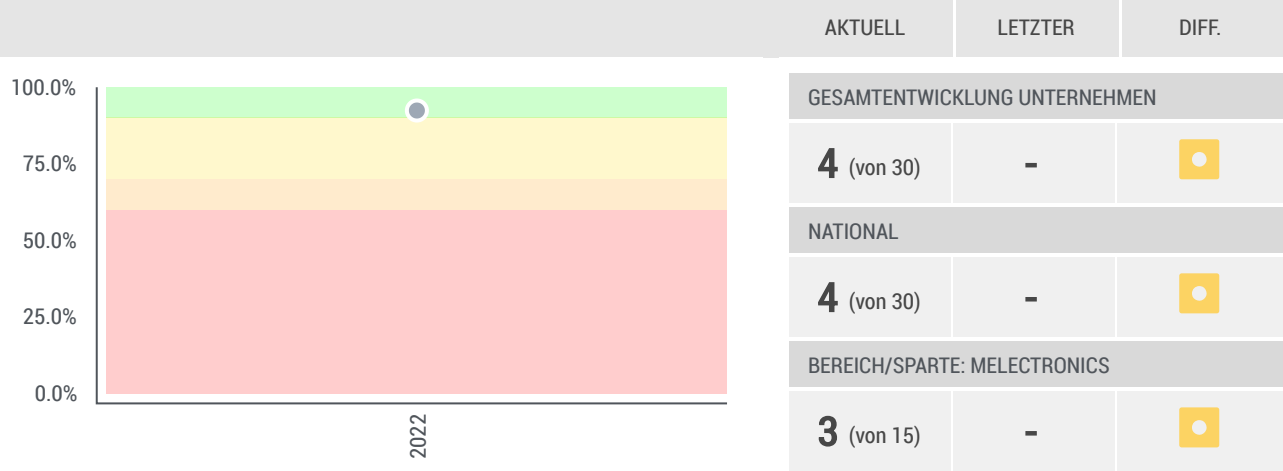 AKTUELL LETZTER DIFF.
100.0%
75.0%
50.0%
25.0%
0.0%
2022
GESAMTENTWICKLUNG UNTERNEHMEN
4 (von 30) -
NATIONAL
4 (von 30) -
BEREICH/SPARTE: MELECTRONICS
3 (von 15) -